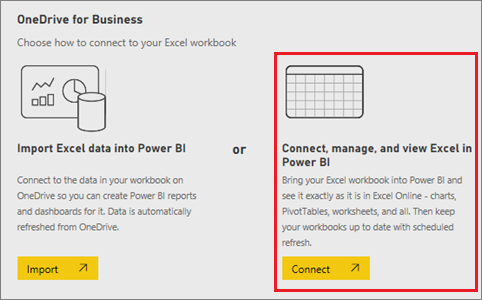 OneDrive for Business
Choose how to connect to your Excel workbook
Import Excel data into Power BI
Connect to the data in your workbook on
OneDrive so you can create Power BI reports
and dashboards for it. Data is automatically
refreshed from OneDrive.
Import
or
Connect, manage, and view Excel in
Power BI
Bring your Excel workbook into Power BI and
see it exactly as it is in Excel Online - charts,
PivotTables, worksheets, and all. Then keep
your workbooks up to date with scheduled
refresh.
Connect